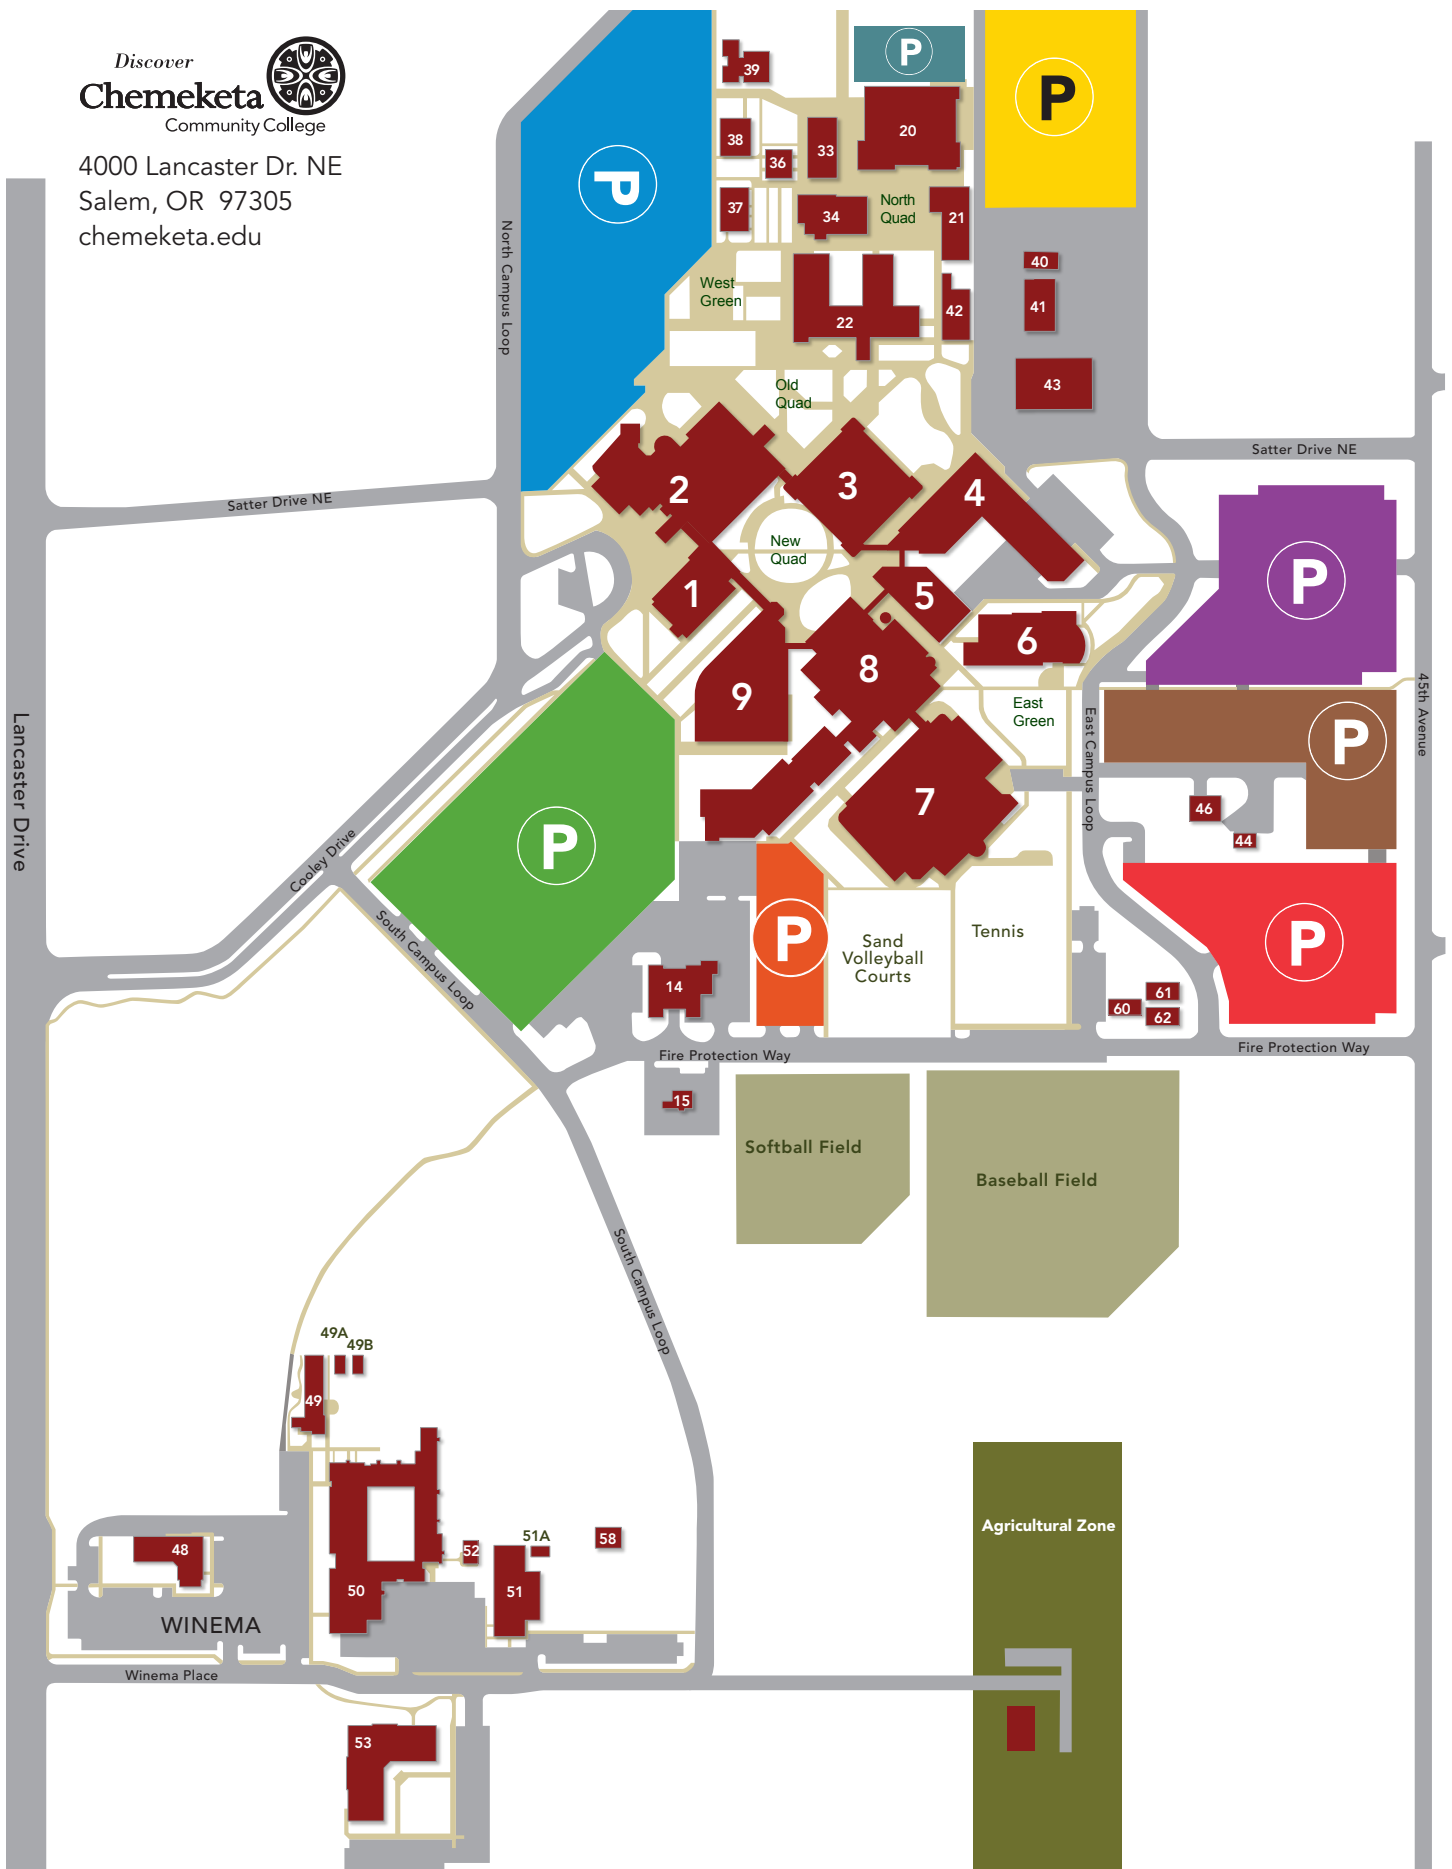 Discover
Chemeketa
Community College
4000 Lancaster Dr. NE
Salem, OR 97305
chemeketa.edu
39
P
P
38
36
33
20
P
37
34
North
Quad
21
North Campus Loop
West
Green
40
41
42
22
43
Old
Quad
Satter Drive NE
Satter Drive NE
2
3
4
New
Quad
1
5
P
6
8
9
East
Green
45th Avenue
Lancaster Drive
East Campus Loop
P
7
46
44
P
Cooley Drive
South Campus Loop
P
Sand
Volleyball
Courts
Tennis
P
14
60
61
62
Fire Protection Way
Fire Protection Way
15
Softball Field
Baseball Field
South Campus Loop
49A
49B
49
Agricultural Zone
48
52
51A
58
50
51
WINEMA
Winema Place
53